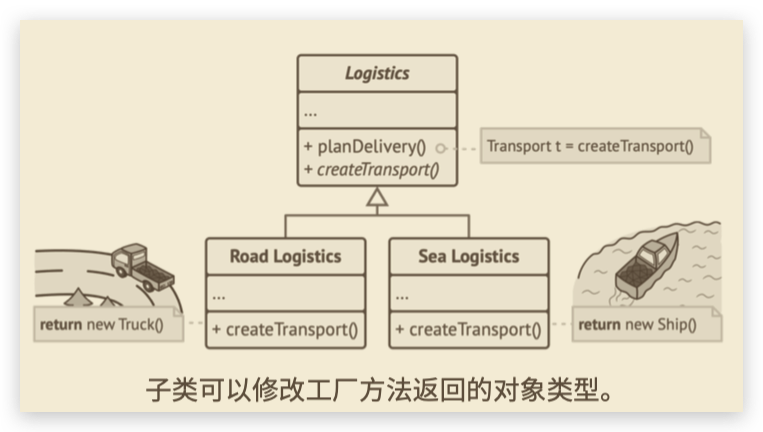 Logistics
...
+ planDelivery()
+ createTransport()
Transport t = createTransport()
Road Logistics
...
+ createTransport()
Sea Logistics
...
+ createTransport()
return new Truck()
return new Ship()
子类可以修改工厂方法返回的对象类型。